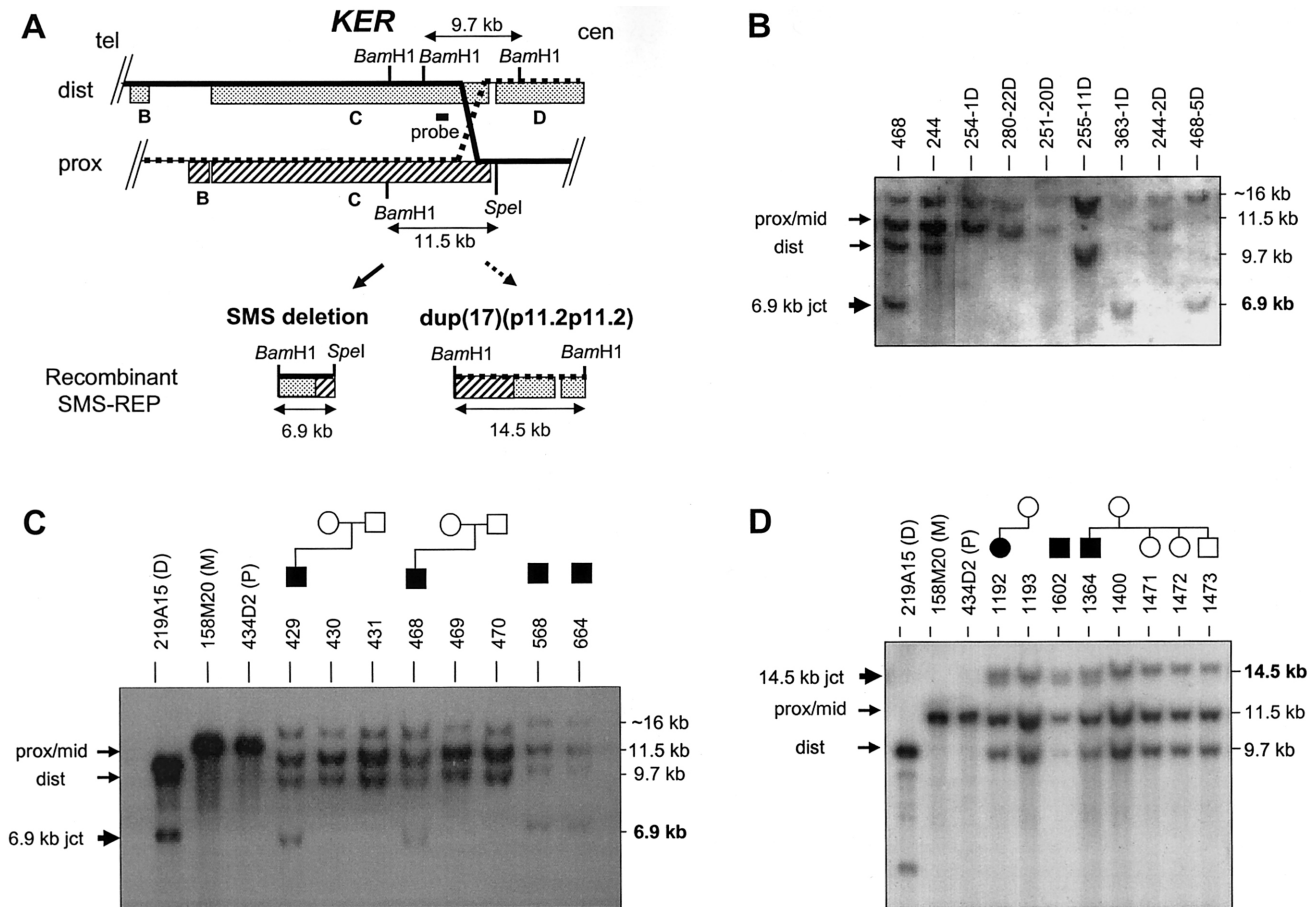 A
KER
9.7 kb
tel
cen
BamH1
BamH1
BamH1
dist
B
C
D
probe
prox
B
C
BamH1
SpeI
11.5 kb
SMS deletion
dup(17)(p11.2p11.2)
BamH1
SpeI
BamH1
BamH1
Recombinant
SMS-REP
6.9 kb
14.5 kb
B
468
244
254-1D
280-22D
251-20D
255-11D
363-1D
244-2D
468-5D
prox/mid
dist
6.9 kb jct
~16 kb
11.5 kb
9.7 kb
6.9 kb
C
219A15 (D)
158M20 (M)
434D2 (P)
429
430
431
468
469
470
568
664
prox/mid
dist
6.9 kb jct
~16 kb
11.5 kb
9.7 kb
6.9 kb
D
219A15 (D)
158M20 (M)
434D2 (P)
1192
1193
1602
1364
1400
1471
1472
1473
14.5 kb jct
prox/mid
dist
14.5 kb
11.5 kb
9.7 kb